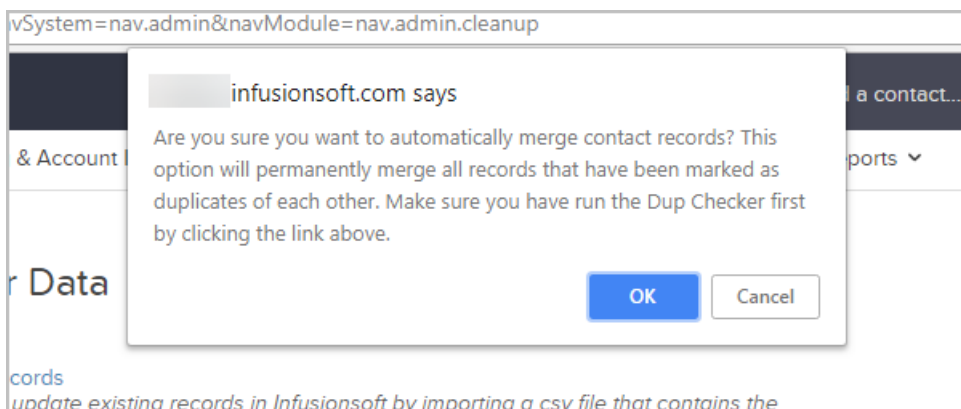 vSystem=nav.admin&navModule=nav.admin.cleanup
infusionsoft.com says
a contact...
Are you sure you want to automatically merge contact records? This
& Account
ports
option will permanently merge all records that have been marked as
duplicates of each other. Make sure you have run the Dup Checker first
by clicking the link above.
r Data
OK Cancel
cords
update existing records in Infusionsoft by importing a csv file that contains the